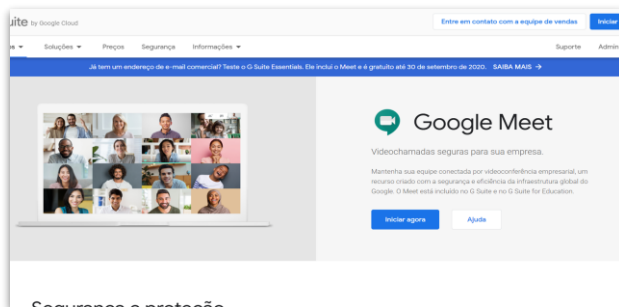 uite by Google Cloud
Entre em contato com a equipe de vendas
Iniciar
Soluções
Preços
Segurança
Informações
Suporte
Admin
Já tem um endereço de e-mail comercial? Teste o G Suite Essentials. Ele inclui o Meet e é gratuito até 30 de setembro de 2020. SAIBA MAIS →
Google Meet
Videochamadas seguras para sua empresa.
Mantenha sua equipe conectada por videoconferência empresarial, um
recurso criado com a segurança e eficiência da infraestrutura global do
Google. O Meet está incluído no G Suite e no G Suite for Education.
Iniciar agora
Ajuda
Segurança e proteção